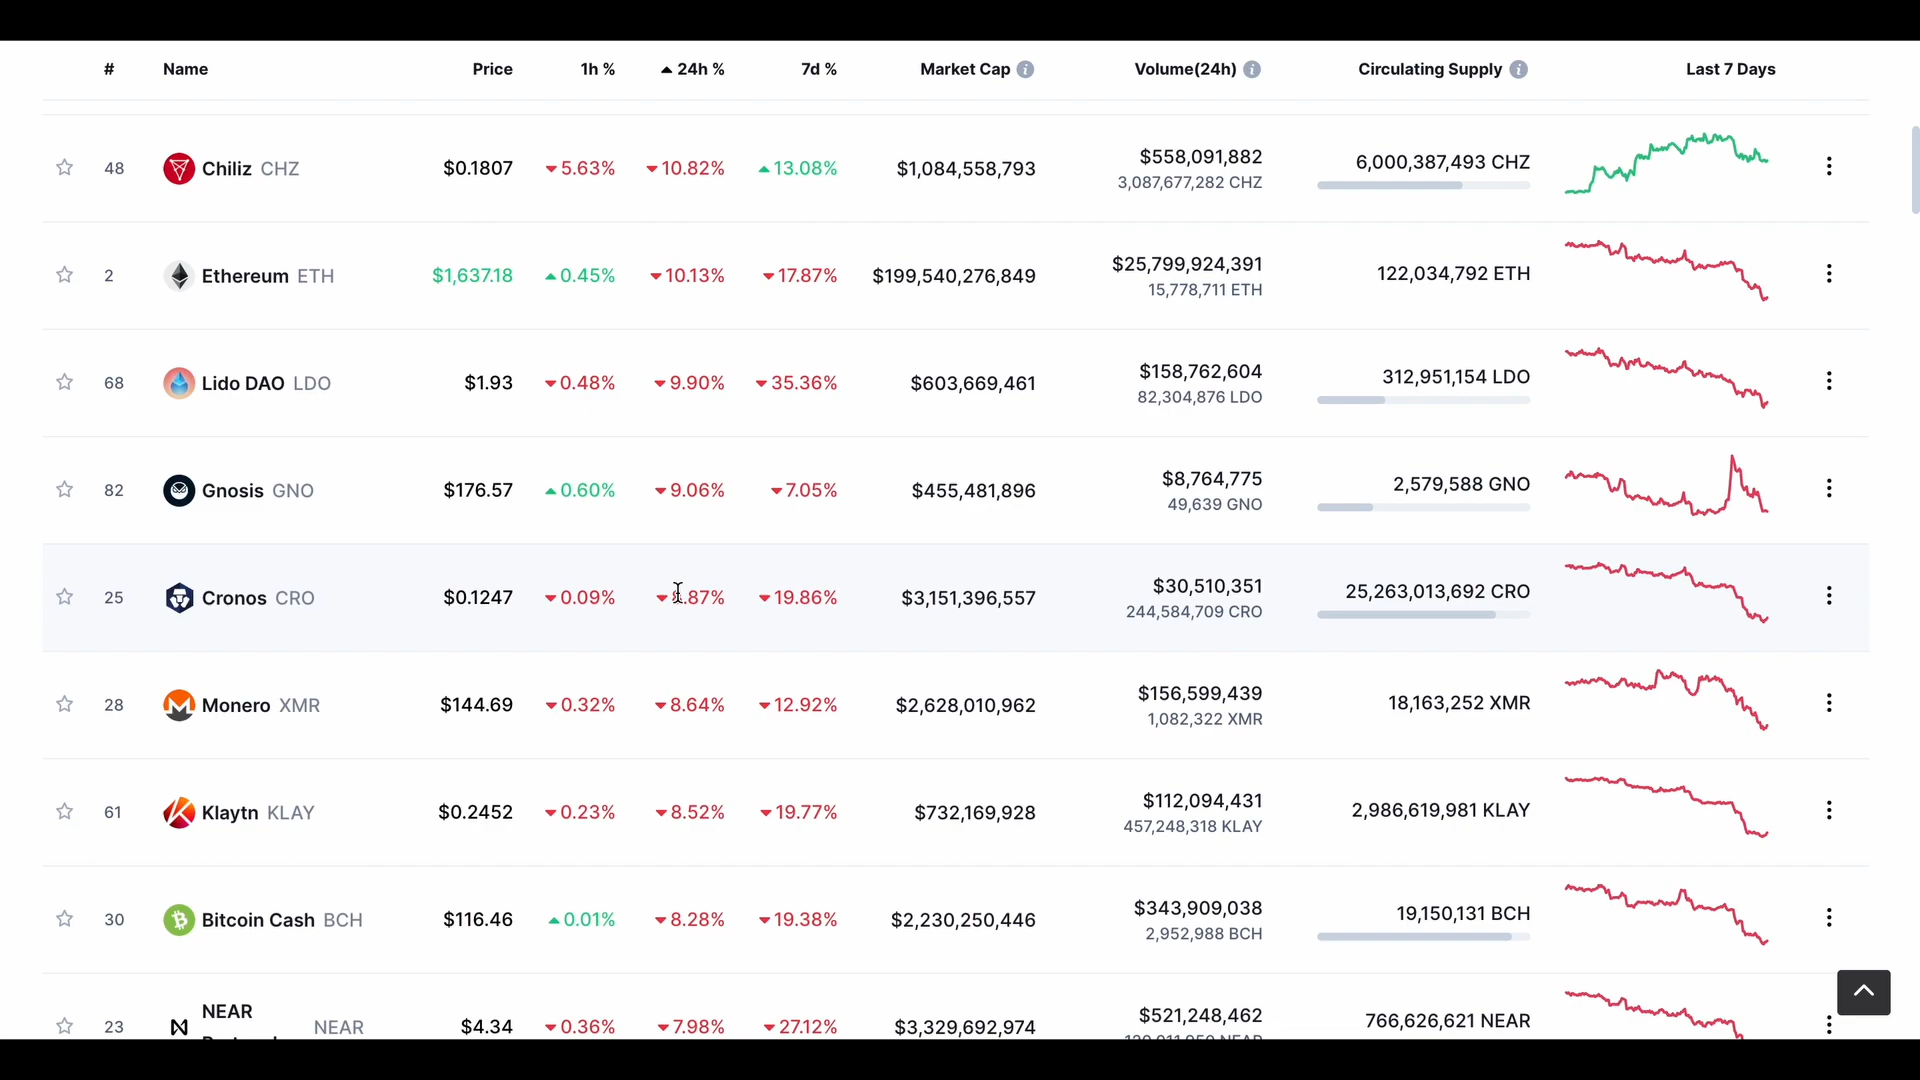 # Name Price 1h % 24h % 7d % Market Cap Volume(24h) Circulating Supply Last 7 Days
48 Chiliz CHZ $0.1807 5.63% 10.82% 13.08% $1,084,558,793 $558,091,882 6,000,387,493 CHZ
3,087,677,282 CHZ
2 Ethereum ETH $1,637.18 0.45% 10.13% 17.87% $199,540,276,849 $25,799,924,391 122,034,792 ETH
15,778,711 ETH
68 Lido DAO LDO $1.93 0.48% 9.90% 35.36% $603,669,461 $158,762,604 312,951,154 LDO
82,304,876 LDO
82 Gnosis GNO $176.57 0.60% 9.06% 7.05% $455,481,896 $8,764,775 2,579,588 GNO
49,639 GNO
25 Cronos CRO $0.1247 0.09% .87% 19.86% $3,151,396,557 $30,510,351 25,263,013,692 CRO
244,584,709 CRO
28 Monero XMR $144.69 0.32% 8.64% 12.92% $2,628,010,962 $156,599,439 18,163,252 XMR
1,082,322 XMR
61 Klaytn KLAY $0.2452 0.23% 8.52% 19.77% $732,169,928 $112,094,431 2,986,619,981 KLAY
457,248,318 KLAY
30 Bitcoin Cash BCH $116.46 0.01% 8.28% 19.38% $2,230,250,446 $343,909,038 19,150,131 BCH
2,952,988 BCH
23 NEAR NEAR $4.34 0.36% 7.98% 27.12% $3,329,692,974 $521,248,462 766,626,621 NEAR